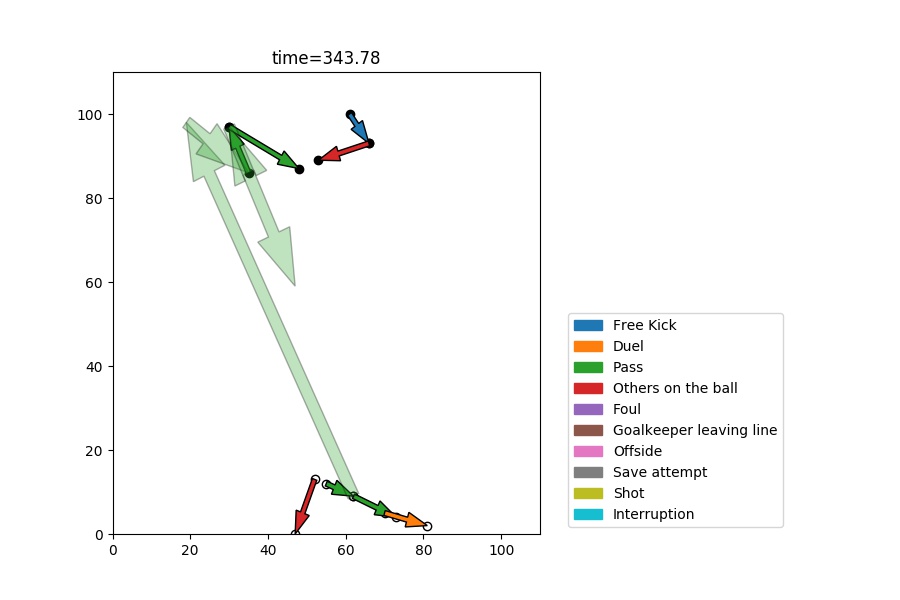 time=343.78
100
80
60
40
20
0
0 20 40 60 80 100
Free Kick
Duel
Pass
Others on the ball
Foul
Goalkeeper leaving line
Offside
Save attempt
Shot
Interruption